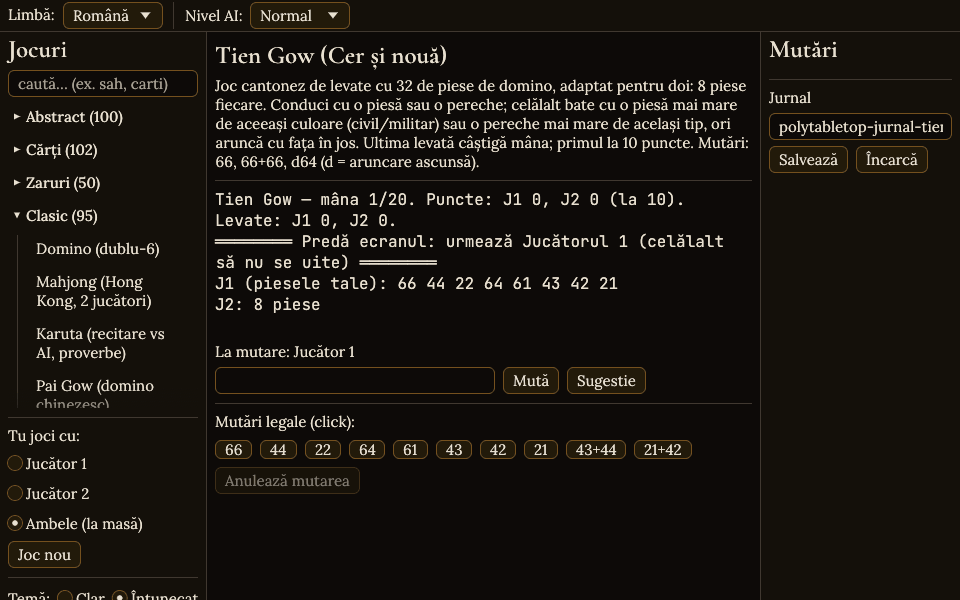 Limbă: Română ▼ Nivel AI: Normal ▼
Jocuri
caută... (ex. sah, carti)
▸ Abstract (100)
▸ Cărți (102)
▸ Zaruri (50)
▾ Clasic (95)
Domino (dublu-6)
Mahjong (Hong
Kong, 2 jucători)
Karuta (recitare vs
AI, proverbe)
Pai Gow (domino
chinezesc)
Tu joci cu:
Jucător 1
Jucător 2
Ambele (la masă)
Joc nou
Temă: Clar Întunecat
Tien Gow (Cer și nouă)
Joc cantonez de levate cu 32 de piese de domino, adaptat pentru doi: 8 piese
fiecare. Conduci cu o piesă sau o pereche; celălalt bate cu o piesă mai mare
de aceeași culoare (civil/militar) sau o pereche mai mare de același tip, ori
aruncă cu fața în jos. Ultima levată câștigă mâna; primul la 10 puncte. Mutări:
66, 66+66, d64 (d = aruncare ascunsă).
Tien Gow — mâna 1/20. Puncte: J1 0, J2 0 (la 10).
Levate: J1 0, J2 0.
════════ Predă ecranul: urmează Jucătorul 1 (celălalt
să nu se uite) ════════
J1 (piesele tale): 66 44 22 64 61 43 42 21
J2: 8 piese
La mutare: Jucător 1
Mută Sugestie
Mutări legale (click):
66 44 22 64 61 43 42 21 43+44 21+42
Anulează mutarea
Mutări
Jurnal
polytabletop-jurnal-tien
Salvează Încarcă